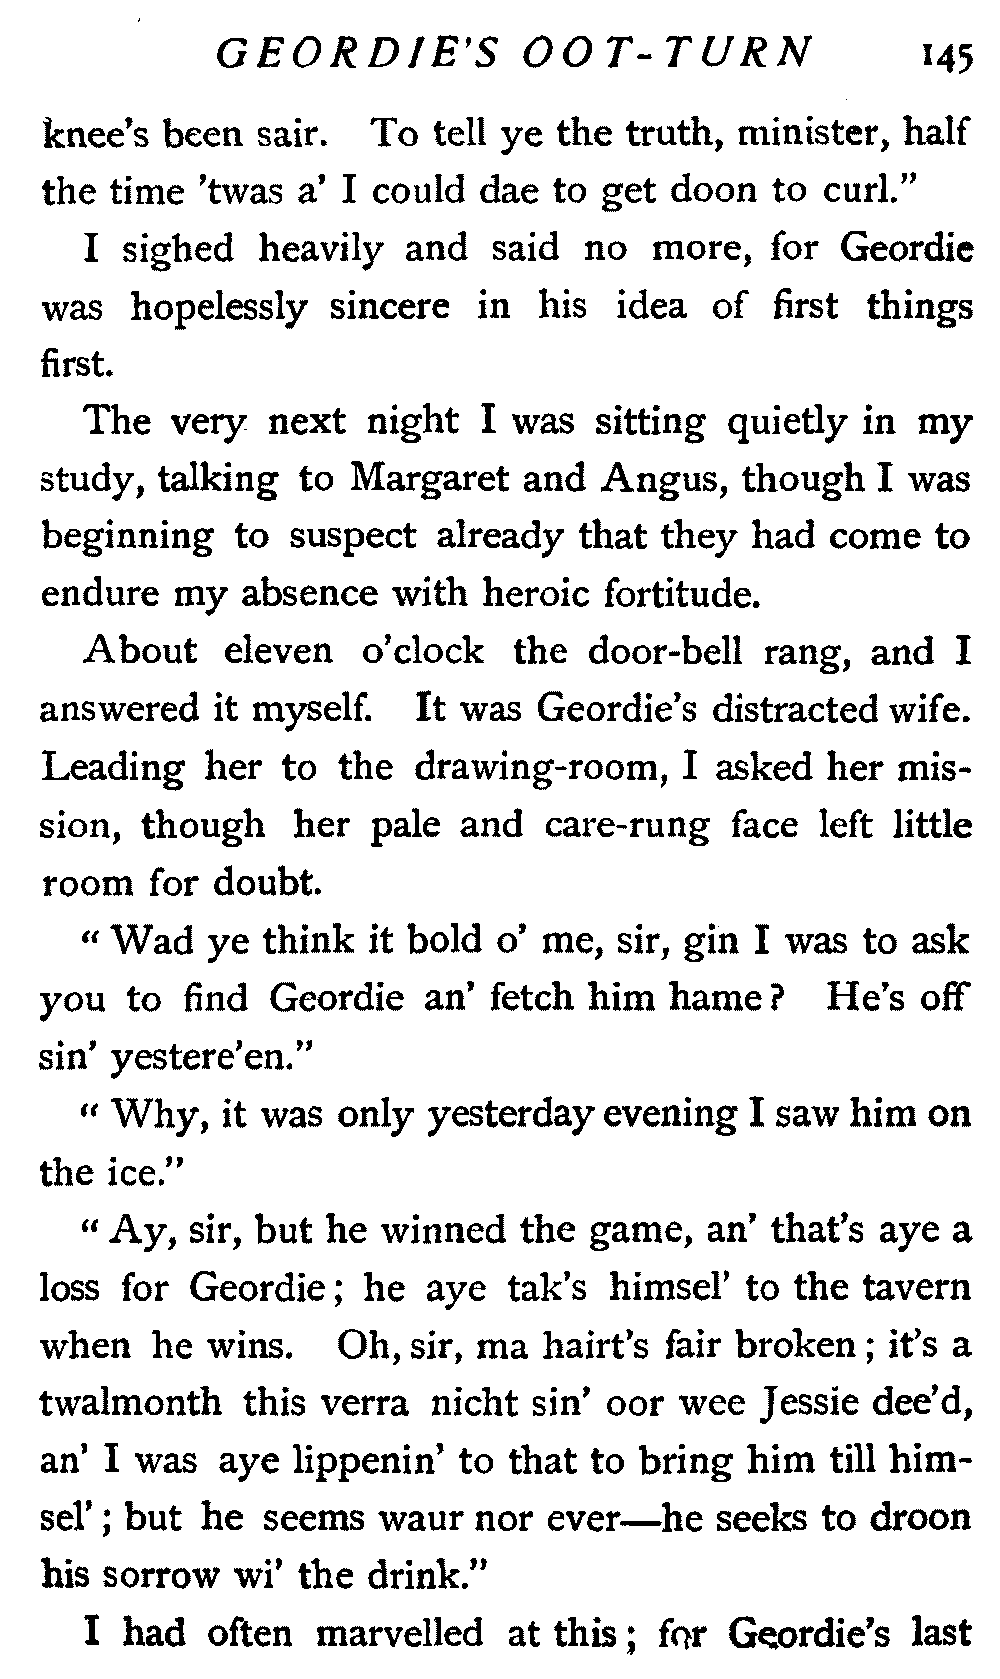 GEORDIE'S OOT-TURN 145
knee's been sair. To tell ye the truth, minister, half
the time 'twas a' I could dae to get doon to curl."
I sighed heavily and said no more, for Geordie
was hopelessly sincere in his idea of first things
first.
The very next night I was sitting quietly in my
study, talking to Margaret and Angus, though I was
beginning to suspect already that they had come to
endure my absence with heroic fortitude.
About eleven o'clock the door-bell rang, and I
answered it myself. It was Geordie's distracted wife.
Leading her to the drawing-room, I asked her mis-
sion, though her pale and care-rung face left little
room for doubt.
"Wad ye think it bold o' me, sir, gin I was to ask
you to find Geordie an' fetch him hame? He's off
sin' yestere'en."
"Why, it was only yesterday evening I saw him on
the ice."
"Ay, sir, but he winned the game, an' that's aye a
loss for Geordie; he aye tak's himsel' to the tavern
when he wins. Oh, sir, ma hairt's fair broken; it's a
twalmonth this verra nicht sin' oor wee Jessie dee'd,
an' I was aye lippenin' to that to bring him till him-
sel'; but he seems waur nor ever—he seeks to droon
his sorrow wi' the drink."
I had often marvelled at this; for Geordie's last